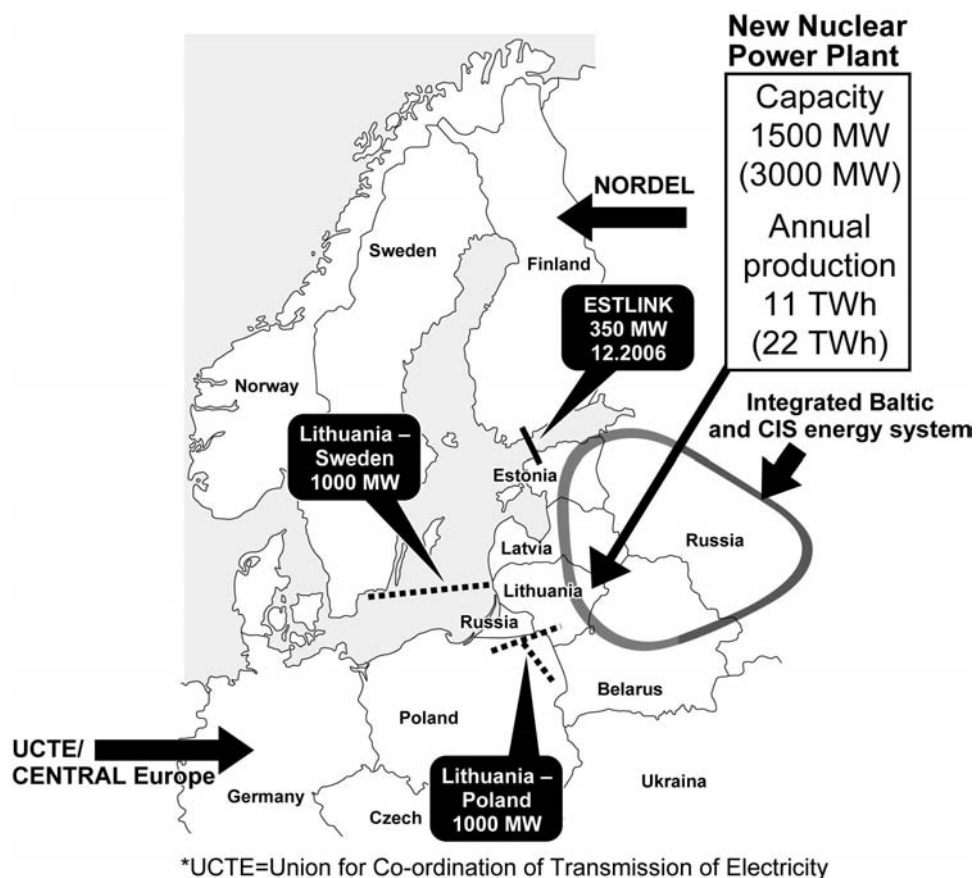 New Nuclear
Power Plant
Capacity
1500 MW
(3000 MW)
Annual
production
11 TWh
(22 TWh)
NORDEL
Sweden
Finland
ESTLINK
350 MW
12.2006
Norway
Integrated Baltic
and CIS energy system
Lithuania –
Sweden
1000 MW
Estonia
Russia
Latvia
Lithuania
Russia
Belarus
Poland
UCTE/
CENTRAL Europe
Lithuania –
Poland
1000 MW
Ukraina
Germany
Czech
*UCTE=Union for Co-ordination of Transmission of Electricity